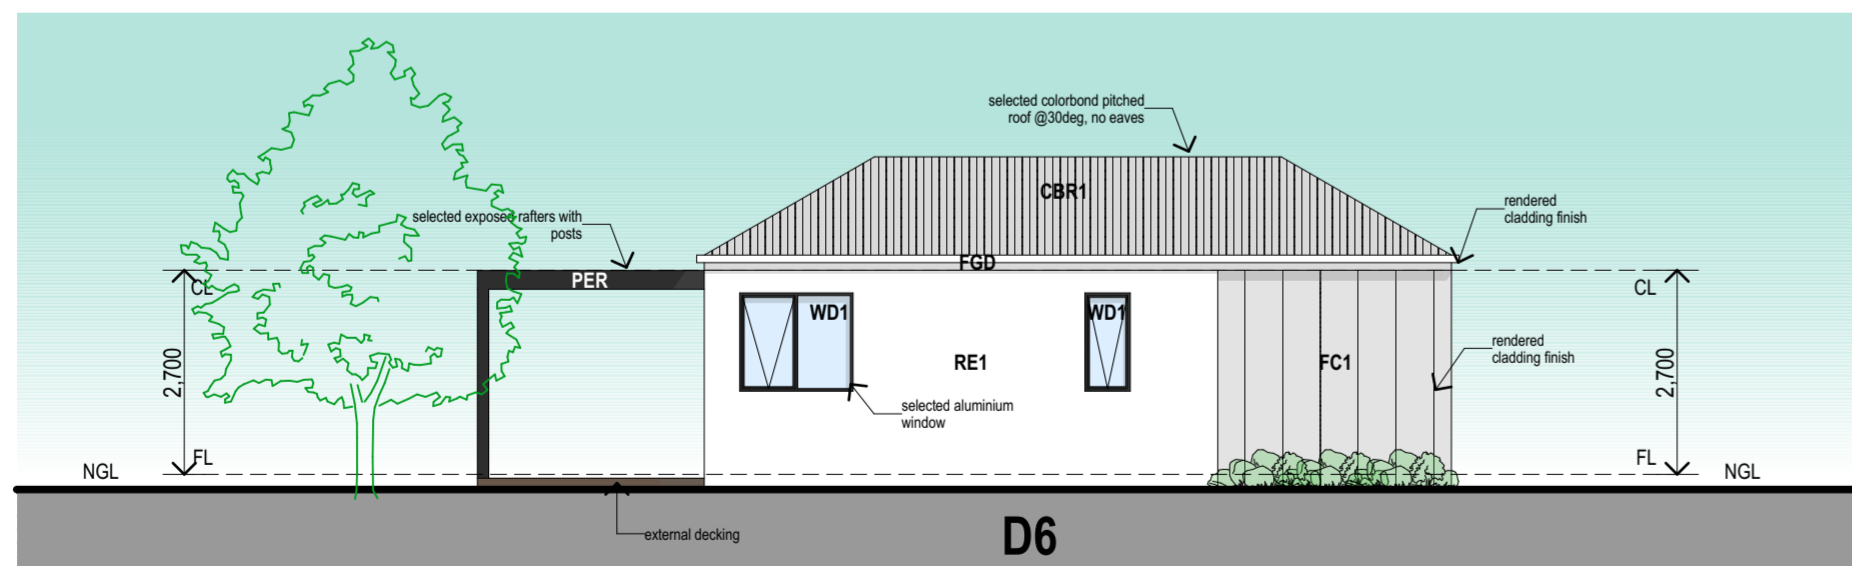 selected colorbond pitched
roof @30deg, no eaves
CBR1
rendered
cladding finish
selected exposed rafters with
posts
FGD
PER
CL
CL
WD1
WD1
2,700
RE1
FC1
rendered
cladding finish
2,700
selected aluminium
window
FL
FL
NGL
NGL
external decking
D6